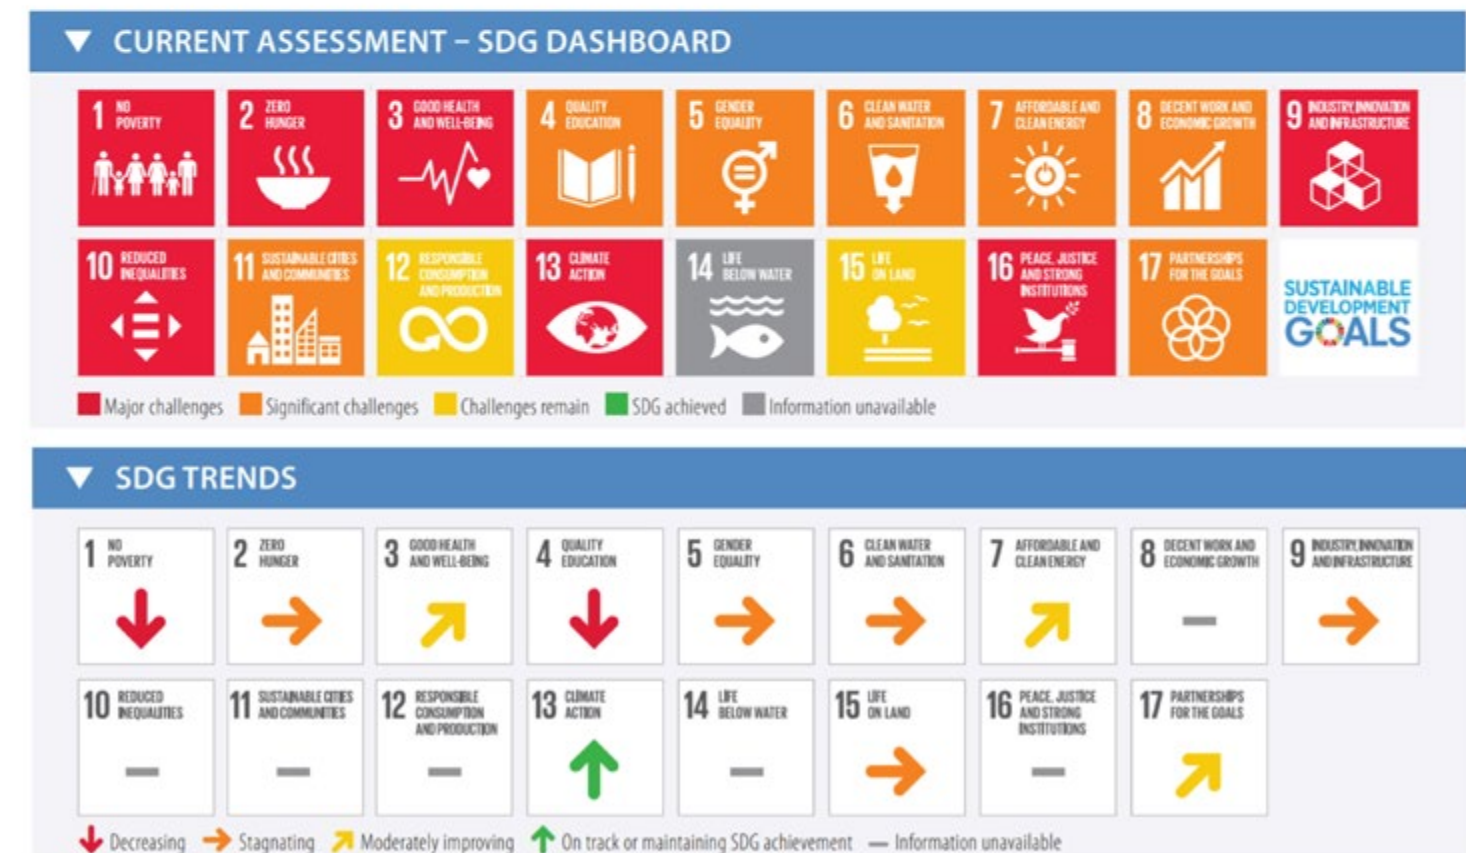 ▼ CURRENT ASSESSMENT – SDG DASHBOARD
1 NO POVERTY
2 ZERO HUNGER
3 GOOD HEALTH AND WELL-BEING
4 QUALITY EDUCATION
5 GENDER EQUALITY
6 CLEAN WATER AND SANITATION
7 AFFORDABLE AND CLEAN ENERGY
8 DECENT WORK AND ECONOMIC GROWTH
9 INDUSTRY, INNOVATION AND INFRASTRUCTURE
10 REDUCED INEQUALITIES
11 SUSTAINABLE CITIES AND COMMUNITIES
12 RESPONSIBLE CONSUMPTION AND PRODUCTION
13 CLIMATE ACTION
14 LIFE BELOW WATER
15 LIFE ON LAND
16 PEACE, JUSTICE AND STRONG INSTITUTIONS
17 PARTNERSHIPS FOR THE GOALS
SUSTAINABLE
DEVELOPMENT
GOALS
Major challenges Significant challenges Challenges remain SDG achieved Information unavailable
▼ SDG TRENDS
1 NO POVERTY
2 ZERO HUNGER
3 GOOD HEALTH AND WELL-BEING
4 QUALITY EDUCATION
5 GENDER EQUALITY
6 CLEAN WATER AND SANITATION
7 AFFORDABLE AND CLEAN ENERGY
8 DECENT WORK AND ECONOMIC GROWTH
9 INDUSTRY, INNOVATION AND INFRASTRUCTURE
10 REDUCED INEQUALITIES
11 SUSTAINABLE CITIES AND COMMUNITIES
12 RESPONSIBLE CONSUMPTION AND PRODUCTION
13 CLIMATE ACTION
14 LIFE BELOW WATER
15 LIFE ON LAND
16 PEACE, JUSTICE AND STRONG INSTITUTIONS
17 PARTNERSHIPS FOR THE GOALS
Decreasing Stagnating Moderately improving On track or maintaining SDG achievement Information unavailable